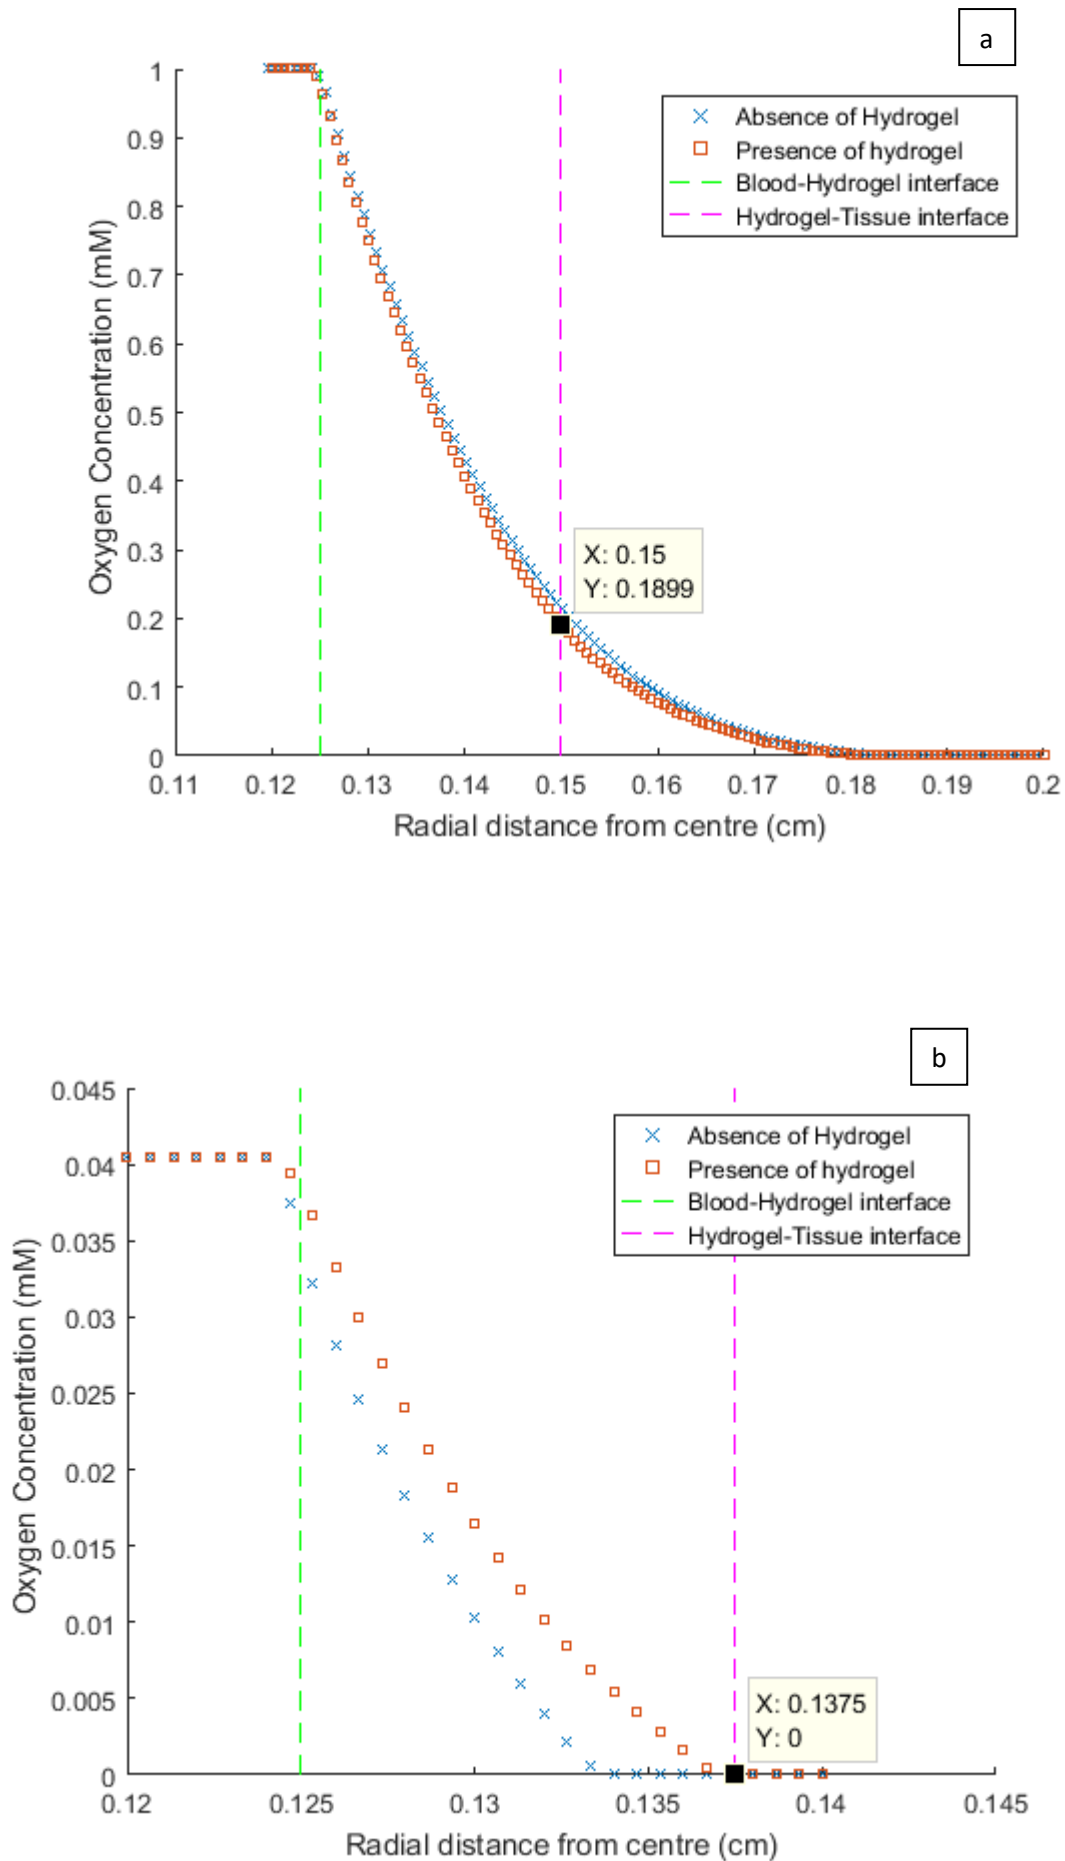 a
1
0.9
0.8
0.7
0.6
0.5
0.4
0.3
0.2
0.1
0
Oxygen Concentration (mM)
Absence of Hydrogel
Presence of hydrogel
Blood-Hydrogel interface
Hydrogel-Tissue interface
X: 0.15
Y: 0.1899
0.11 0.12 0.13 0.14 0.15 0.16 0.17 0.18 0.19 0.2
Radial distance from centre (cm)
b
0.045
0.04
0.035
0.03
0.025
0.02
0.015
0.01
0.005
0
Oxygen Concentration (mM)
Absence of Hydrogel
Presence of hydrogel
Blood-Hydrogel interface
Hydrogel-Tissue interface
X: 0.1375
Y: 0
0.12 0.125 0.13 0.135 0.14 0.145
Radial distance from centre (cm)